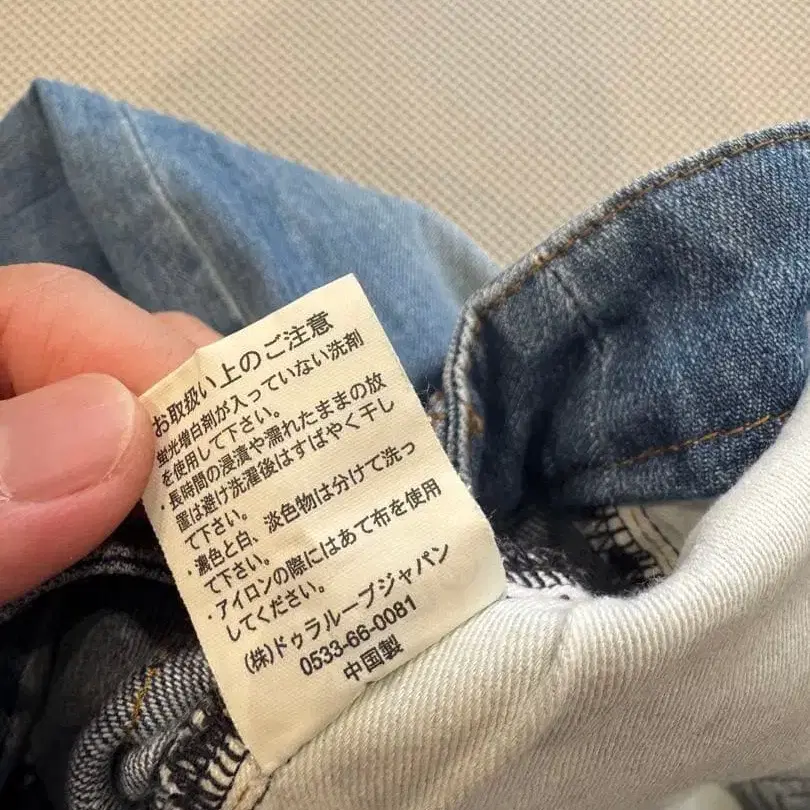 お取扱い上のご注意
蛍光増白剤が入っていない洗剤
を使用して下さい。
・長時間の浸漬や濡れたままの放
置は避け洗濯後はすばやく干し
て下さい。
・濃色と白、淡色物は分けて洗っ
て下さい。
・アイロンの際にはあて布を使用
してください。
(株)ドゥラループジャパン
0533-66-0081
中国製